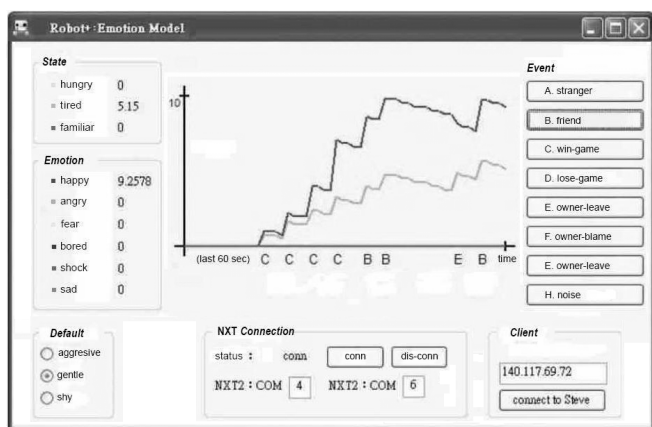 Robot+:Emotion Model
State
hungry 0
tired 5.15
familiar 0
Emotion
happy 9.2578
angry 0
fear 0
bored 0
shock 0
sad 0
10
(last 60 sec) C C C C B B E B time
Event
A. stranger
B. friend
C. win-game
D. lose-game
E. owner-leave
F. owner-blame
E. owner-leave
H. noise
Default
aggresive
gentle
shy
NXT Connection
status : conn conn dis-conn
NXT2 : COM 4 NXT2 : COM 6
Client
140.117.69.72
connect to Steve